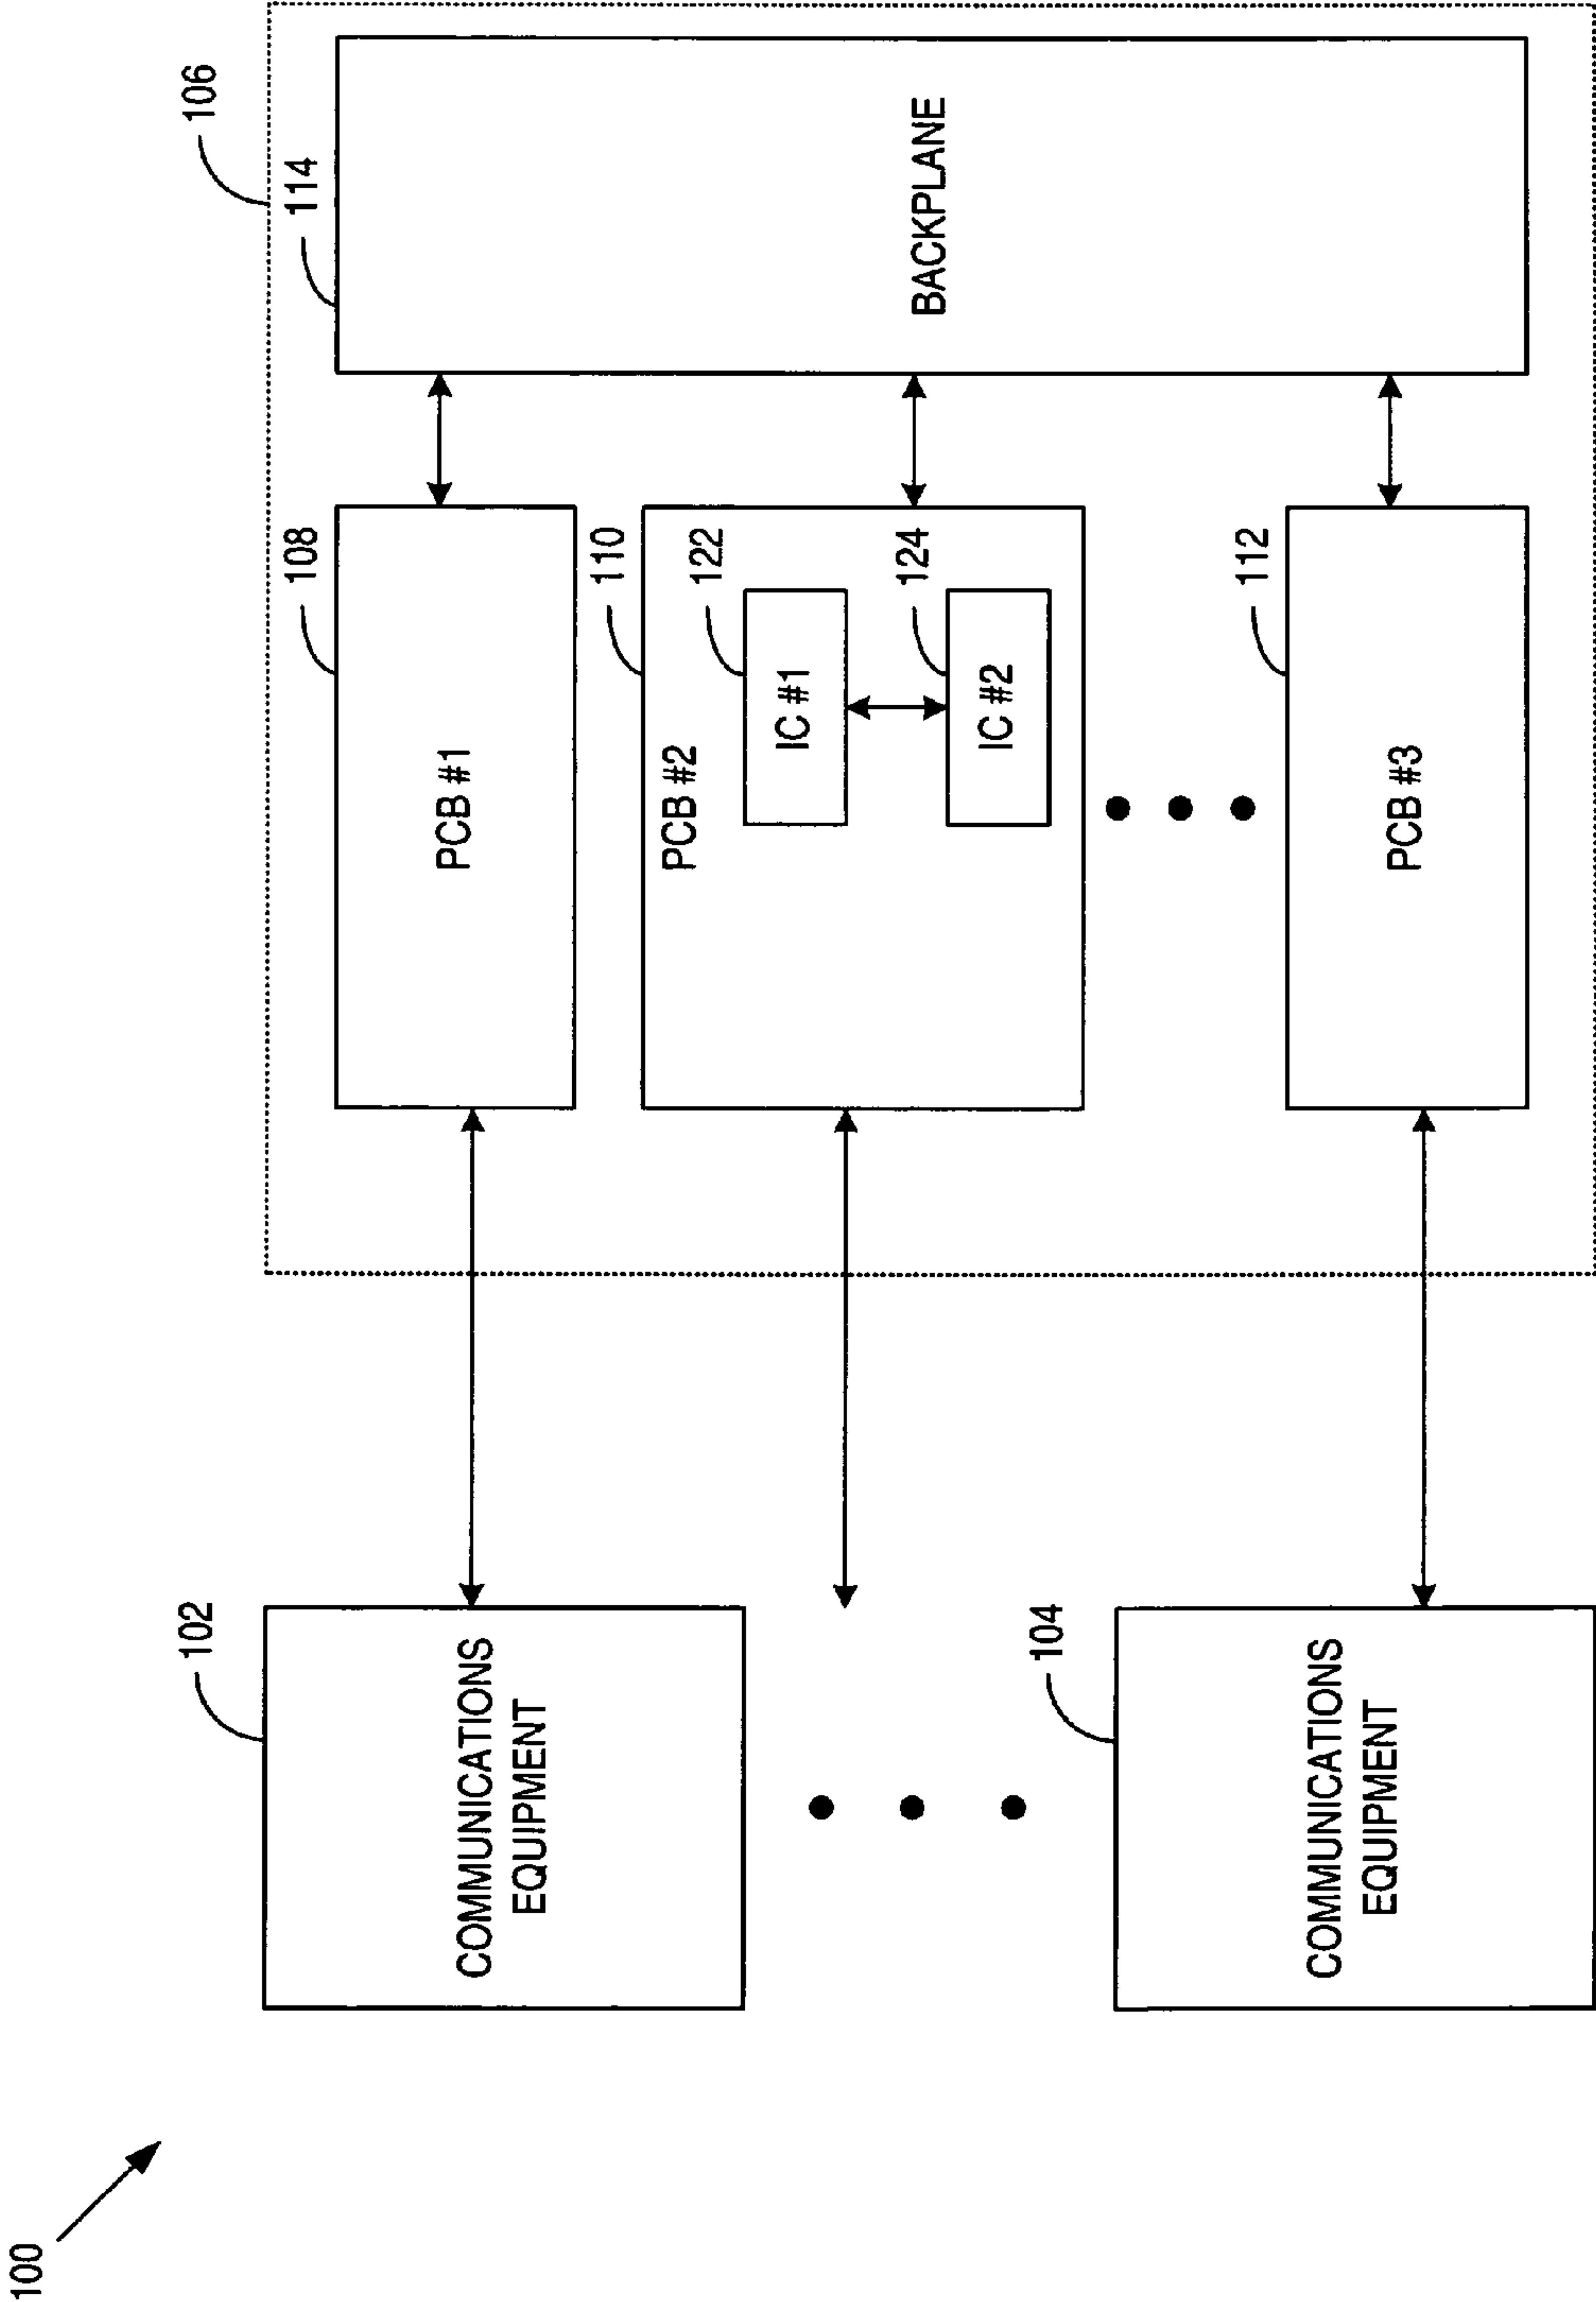 100
102
COMMUNICATIONS
EQUIPMENT
104
COMMUNICATIONS
EQUIPMENT
106
108
PCB #1
110
PCB #2
122
IC #1
124
IC #2
112
PCB #3
114
BACKPLANE